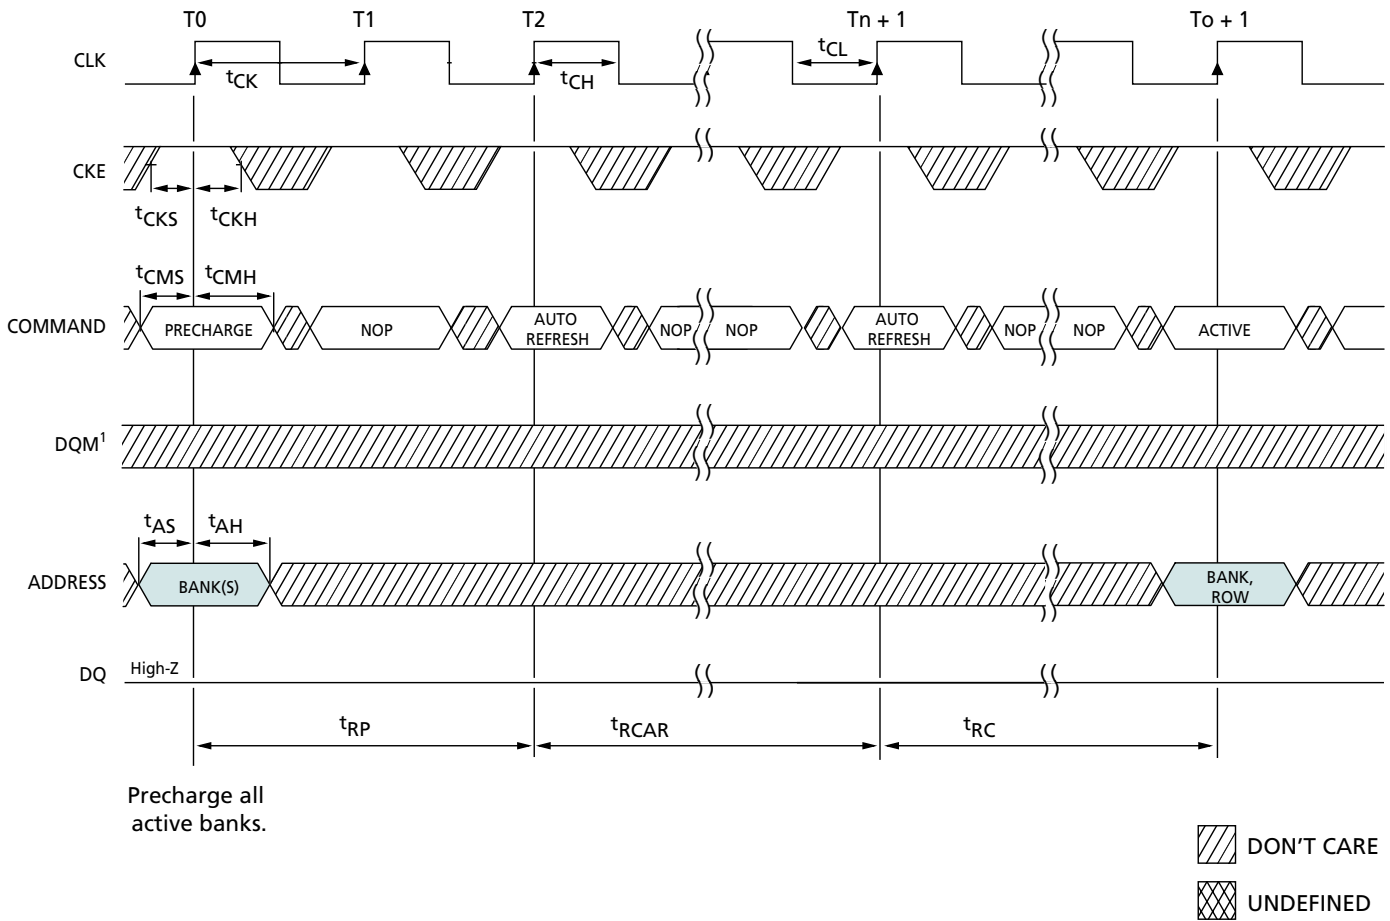 T0 T1 T2 Tn + 1 To + 1
CLK
tCK tCH tCL
CKE
tCKS tCKH
tCMS tCMH
COMMAND PRECHARGE NOP AUTO REFRESH NOP NOP AUTO REFRESH NOP NOP ACTIVE
DQM1
tAS tAH
ADDRESS BANK(S) BANK, ROW
DQ High-Z
tRP tRCAR tRC
Precharge all
active banks.
DON'T CARE
UNDEFINED